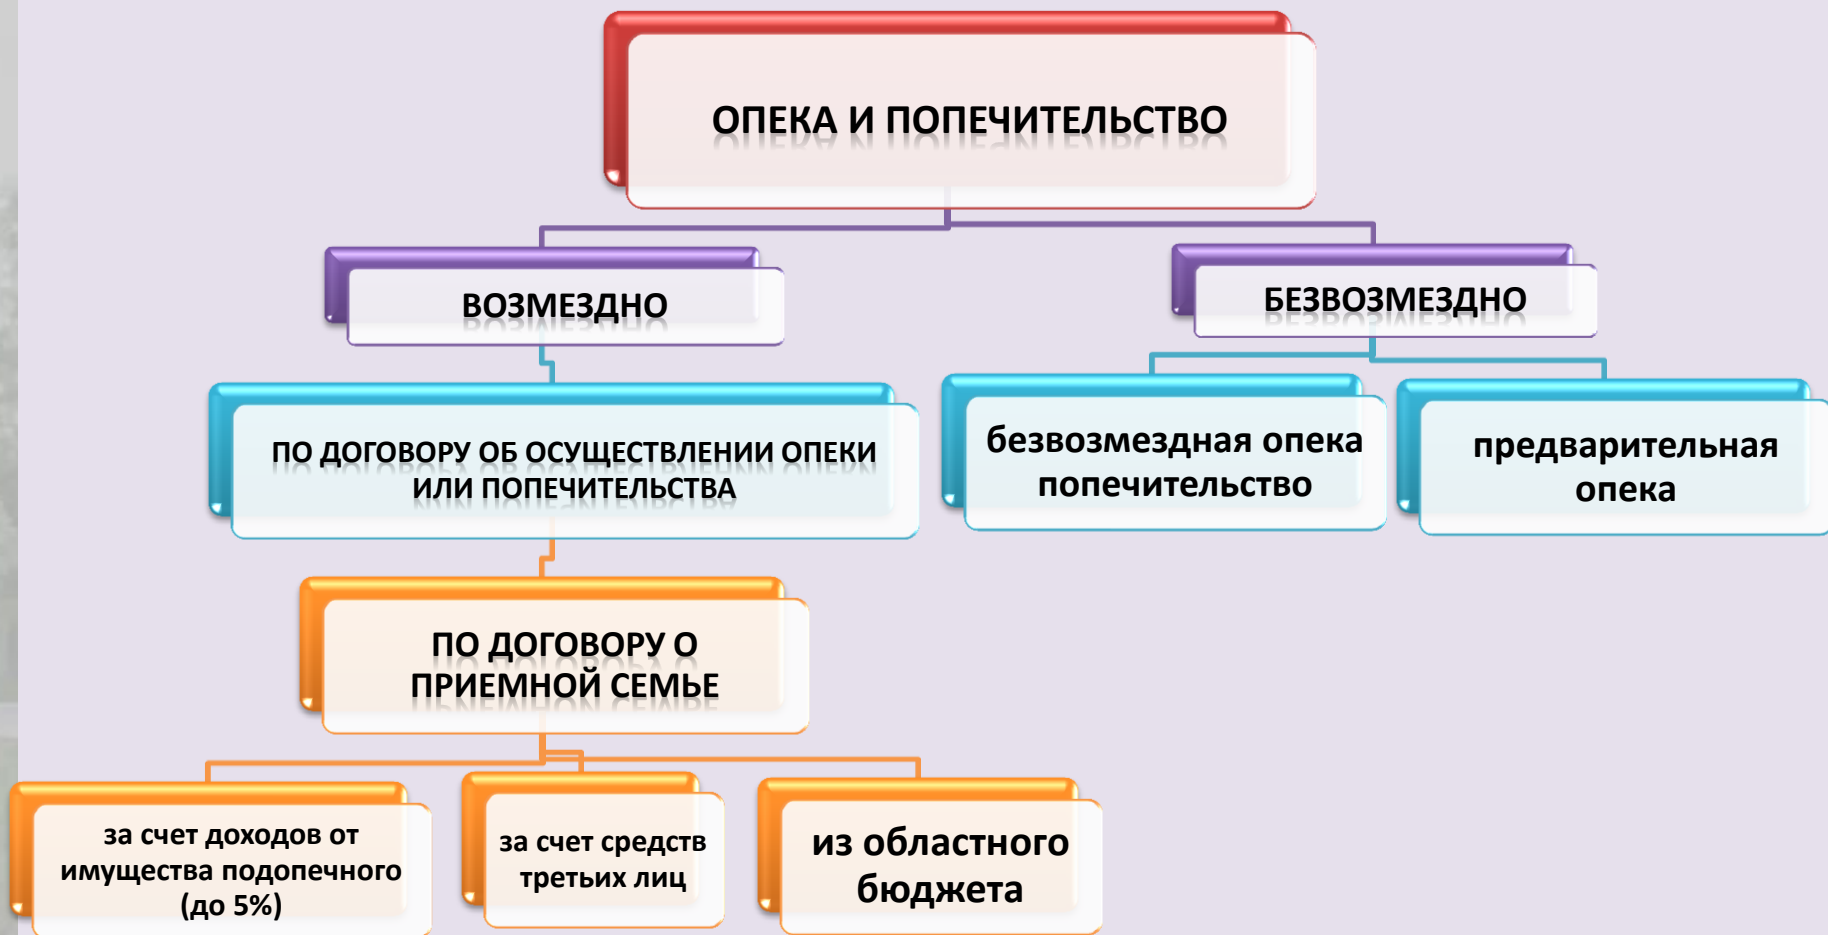 ОПЕКА И ПОПЕЧИТЕЛЬСТВО
ВОЗМЕЗДНО
БЕЗВОЗМЕЗДНО
ПО ДОГОВОРУ ОБ ОСУЩЕСТВЛЕНИИ ОПЕКИ
ИЛИ ПОПЕЧИТЕЛЬСТВА
безвозмездная опека
попечительство
предварительная
опека
ПО ДОГОВОРУ О
ПРИЕМНОЙ СЕМЬЕ
за счет доходов от
имущества подопечного
(до 5%)
за счет средств
третьих лиц
из областного
бюджета